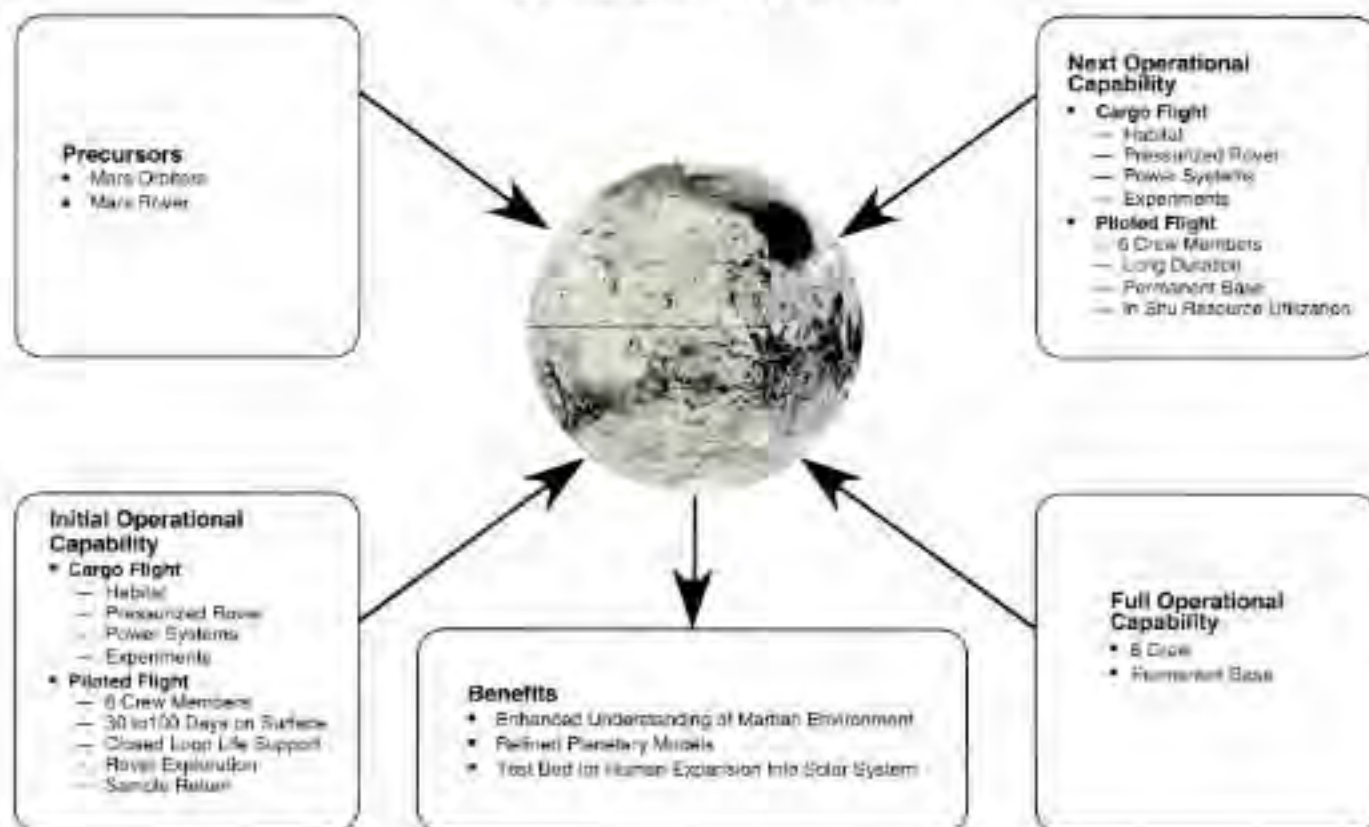 Precursors
• Mars Orbiters
• Mars Rover
Next Operational
Capability
• Cargo Flight
— Habitat
— Pressurized Rover
— Power Systems
— Experiments
• Piloted Flight
— 6 Crew Members
— Long Duration
— Permanent Base
— In Situ Resource Utilization
Initial Operational
Capability
• Cargo Flight
— Habitat
— Pressurized Rover
— Power Systems
— Experiments
• Piloted Flight
— 6 Crew Members
— 30 to100 Days on Surface
— Closed Loop Life Support
— Rover Exploration
— Sample Return
Benefits
• Enhanced Understanding of Martian Environment
• Refined Planetary Models
• Test Bed for Human Expansion Into Solar System
Full Operational
Capability
• Crew
• Permanent Base